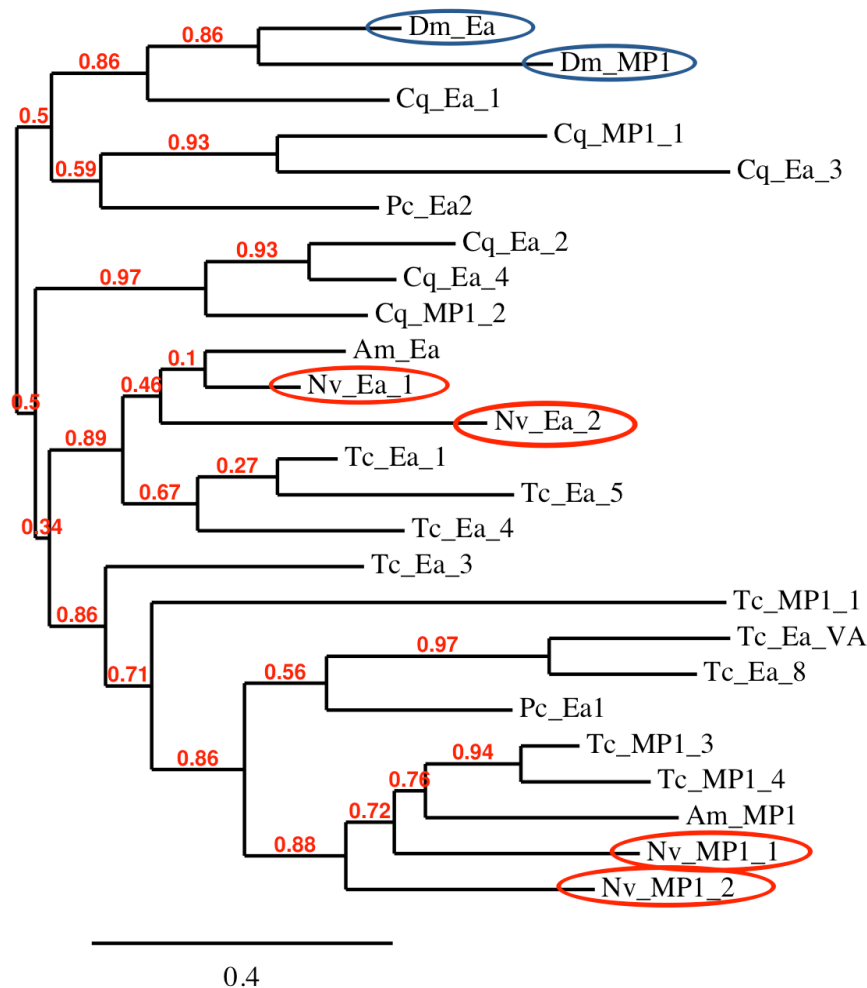 0.86 Dm_Ea
0.86 Dm_MP1
Cq_Ea_1
0.5
0.93 Cq_MP1_1
0.59 Cq_Ea_3
Pc_Ea2
0.93 Cq_Ea_2
0.97 Cq_Ea_4
Cq_MP1_2
0.1 Am_Ea
0.46 Nv_Ea_1
0.5
Nv_Ea_2
0.89
0.27 Tc_Ea_1
0.67 Tc_Ea_5
0.34 Tc_Ea_4
Tc_Ea_3
0.86
Tc_MP1_1
0.71
0.97 Tc_Ea_VA
0.56 Tc_Ea_8
Pc_Ea1
0.86
0.94 Tc_MP1_3
0.76 Tc_MP1_4
0.72 Am_MP1
0.88 Nv_MP1_1
Nv_MP1_2
0.4